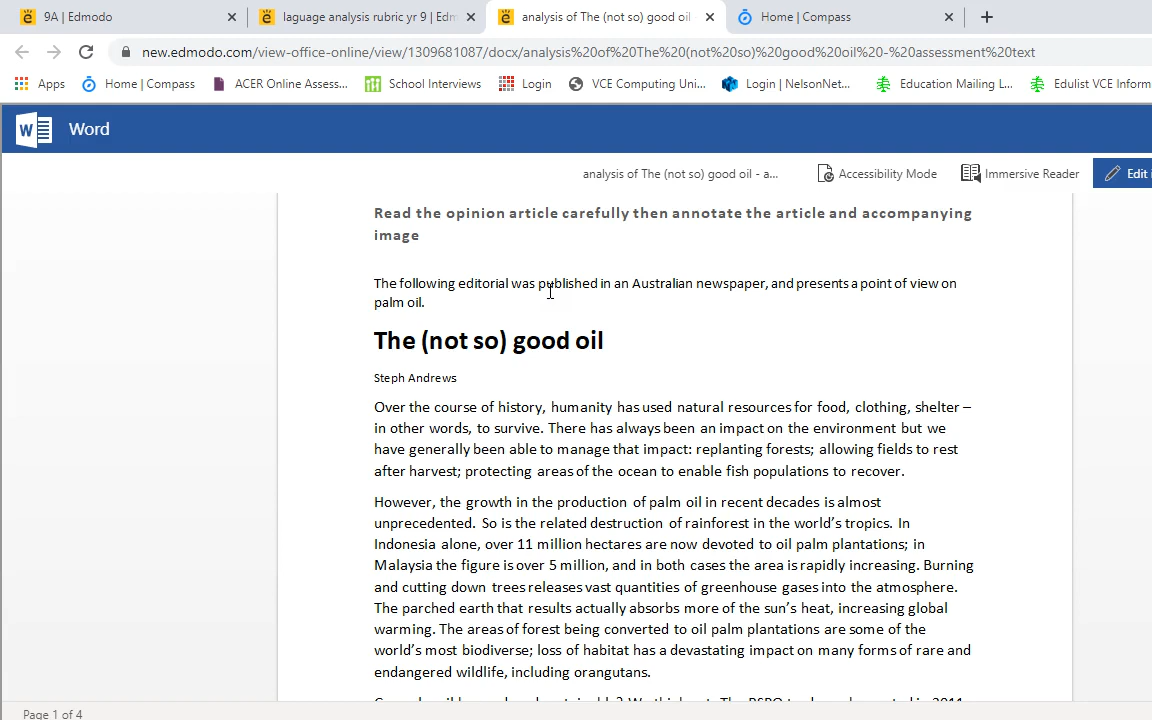 9A | Edmodo
laguage analysis rubric yr 9 | Edm
analysis of The (not so) good oil
Home | Compass
new.edmodo.com/view-office-online/view/1309681087/docx/analysis%20of%20The%20(not%20so)%20good%20oil%20-%20assessment%20text
Apps
Home | Compass
ACER Online Assess...
School Interviews
Login
VCE Computing Uni...
Login | NelsonNet...
Education Mailing L...
Edulist VCE Inform
Word
analysis of The (not so) good oil - a...
Accessibility Mode
Immersive Reader
Edit i
Read the opinion article carefully then annotate the article and accompanying
image
The following editorial was published in an Australian newspaper, and presents a point of view on
palm oil.
The (not so) good oil
Steph Andrews
Over the course of history, humanity has used natural resources for food, clothing, shelter –
in other words, to survive. There has always been an impact on the environment but we
have generally been able to manage that impact: replanting forests; allowing fields to rest
after harvest; protecting areas of the ocean to enable fish populations to recover.
However, the growth in the production of palm oil in recent decades is almost
unprecedented. So is the related destruction of rainforest in the world's tropics. In
Indonesia alone, over 11 million hectares are now devoted to oil palm plantations; in
Malaysia the figure is over 5 million, and in both cases the area is rapidly increasing. Burning
and cutting down trees releases vast quantities of greenhouse gases into the atmosphere.
The parched earth that results actually absorbs more of the sun's heat, increasing global
warming. The areas of forest being converted to oil palm plantations are some of the
world's most biodiverse; loss of habitat has a devastating impact on many forms of rare and
endangered wildlife, including orangutans.
Page 1 of 4